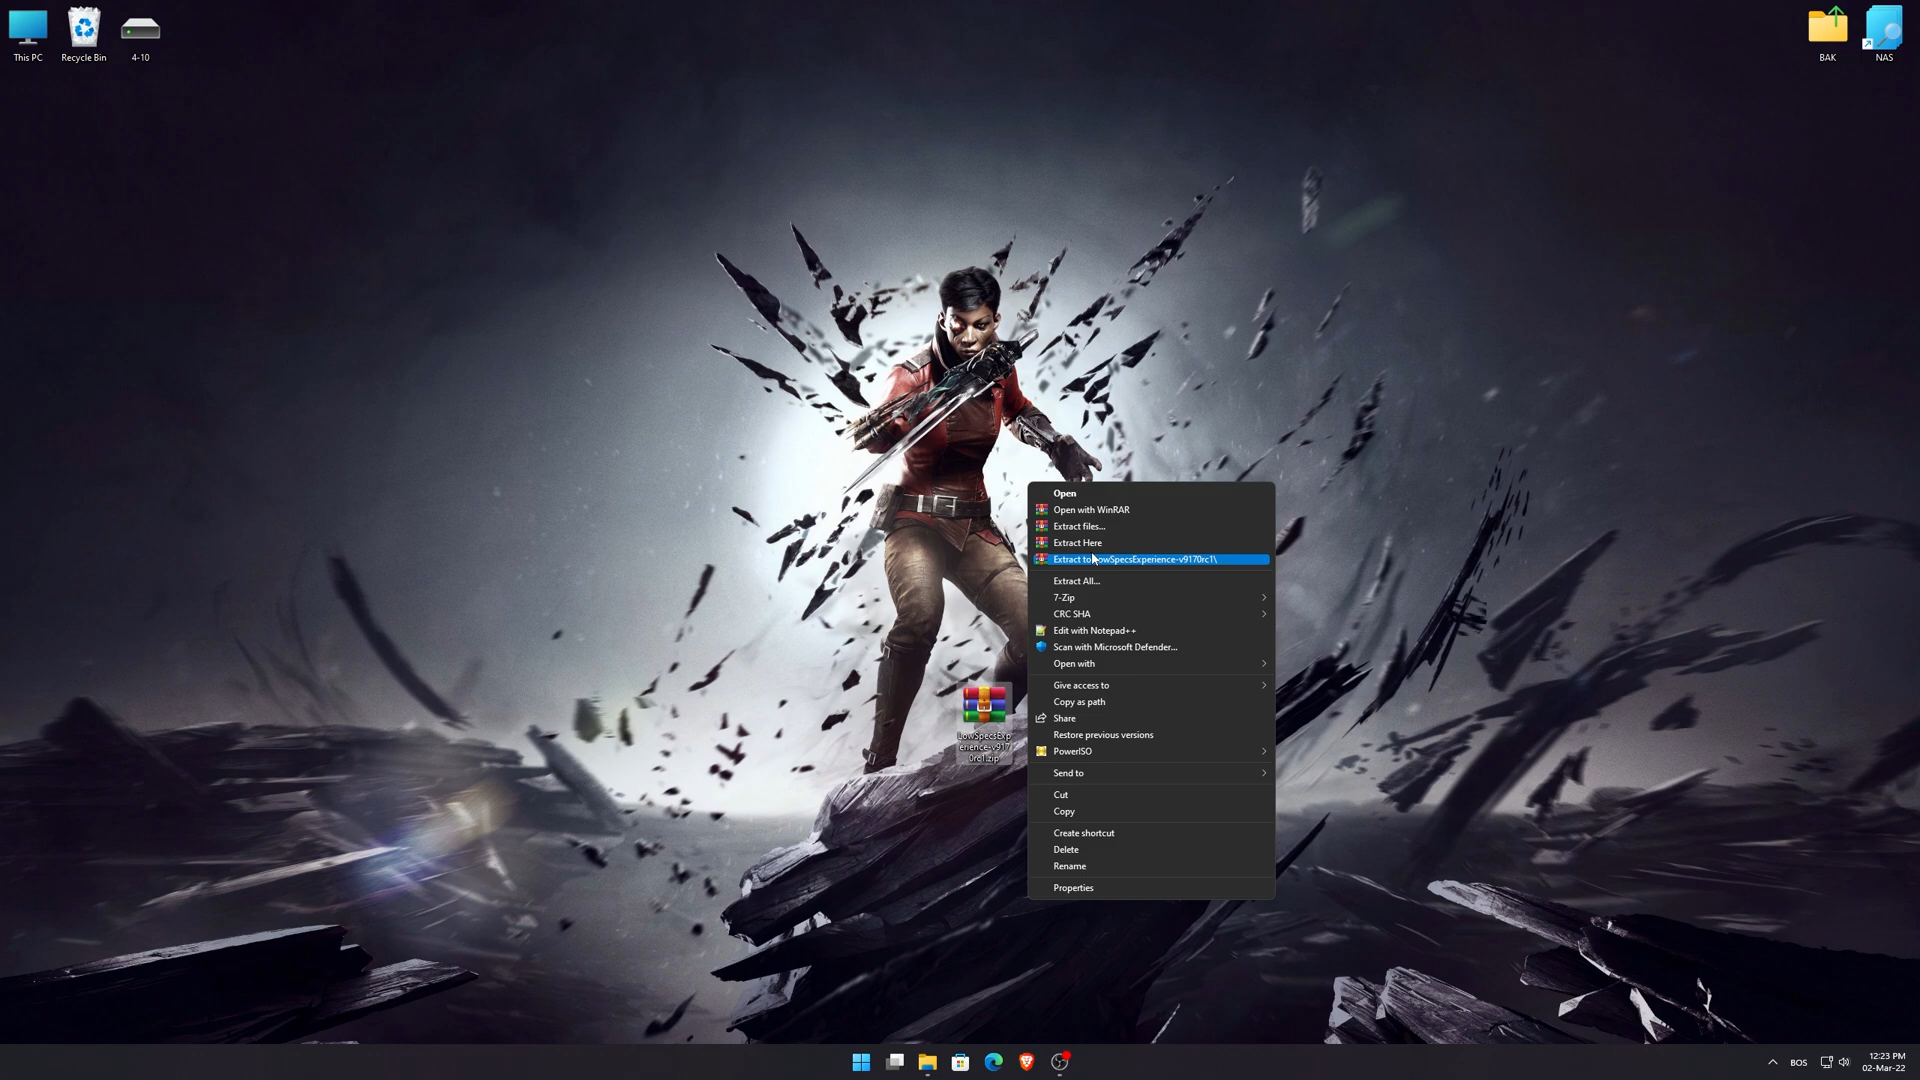 This PC
Recycle Bin
4-10
BAK
NAS
Open
Open with WinRAR
Extract files...
Extract Here
Extract to LowSpecsExperience-v9170rc1\
Extract All...
7-Zip
CRC SHA
Edit with Notepad++
Scan with Microsoft Defender...
Open with
Give access to
Copy as path
Share
Restore previous versions
PowerISO
Send to
Cut
Copy
Create shortcut
Delete
Rename
Properties
LowSpecsExp
erience-v917
0rc1.zip
BOS
12:23 PM
02-Mar-22